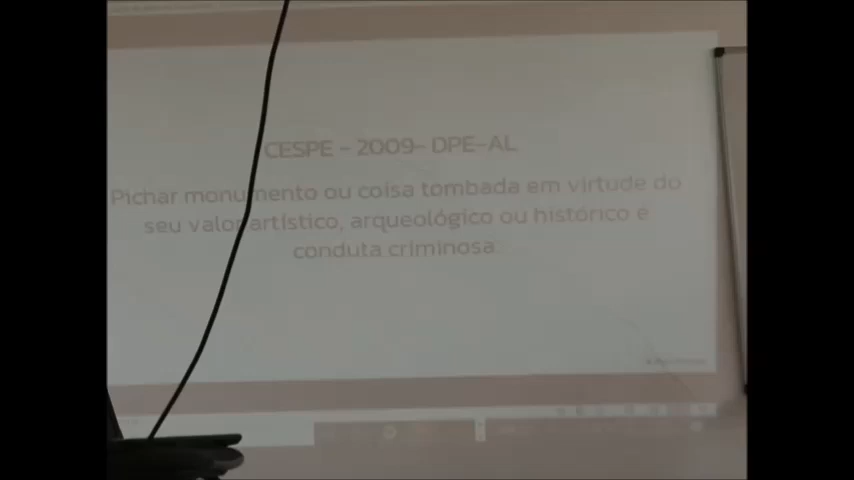 CESPE - 2009- DPE-AL
Pichar monumento ou coisa tombada em virtude do
seu valor artístico, arqueológico ou histórico é
conduta criminosa.